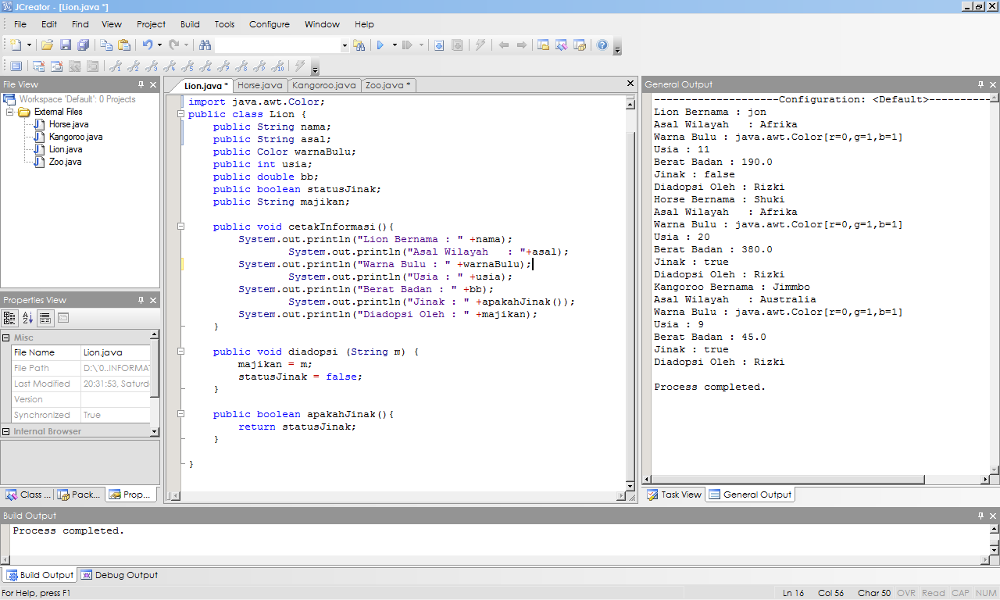 JCreator - [Lion.java *]
File Edit Find View Project Build Tools Configure Window Help
File View
Workspace 'Default': 0 Projects
External Files
Horse.java
Kangoroo.java
Lion.java
Zoo.java
Properties View
Misc
File Name Lion.java
File Path D:\'0..INFORMAT
Last Modified 20:31:53, Saturd
Version
Synchronized True
Internal Browser
Class ... Pack... Prop...
Lion.java * Horse.java Kangoroo.java Zoo.java *
import java.awt.Color;
public class Lion {
    public String nama;
    public String asal;
    public Color warnaBulu;
    public int usia;
    public double bb;
    public boolean statusJinak;
    public String majikan;
    public void cetakInformasi(){
        System.out.println("Lion Bernama : " +nama);
                System.out.println("Asal Wilayah   : "+asal);
        System.out.println("Warna Bulu : " +warnaBulu);
                System.out.println("Usia : " +usia);
        System.out.println("Berat Badan : " +bb);
                System.out.println("Jinak : " +apakahJinak());
        System.out.println("Diadopsi Oleh : " +majikan);
    }
    public void diadopsi (String m) {
        majikan = m;
        statusJinak = false;
    }
    public boolean apakahJinak(){
        return statusJinak;
    }
}
General Output
--------------------Configuration: <Default>----------
Lion Bernama : jon
Asal Wilayah   : Afrika
Warna Bulu : java.awt.Color[r=0,g=1,b=1]
Usia : 11
Berat Badan : 190.0
Jinak : false
Diadopsi Oleh : Rizki
Horse Bernama : Shuki
Asal Wilayah   : Afrika
Warna Bulu : java.awt.Color[r=0,g=1,b=1]
Usia : 20
Berat Badan : 380.0
Jinak : true
Diadopsi Oleh : Rizki
Kangoroo Bernama : Jimmbo
Asal Wilayah   : Australia
Warna Bulu : java.awt.Color[r=0,g=1,b=1]
Usia : 9
Berat Badan : 45.0
Jinak : true
Diadopsi Oleh : Rizki
Process completed.
Task View General Output
Build Output
Process completed.
Build Output Debug Output
For Help, press F1 Ln 16 Col 56 Char 50 OVR Read CAP NUM